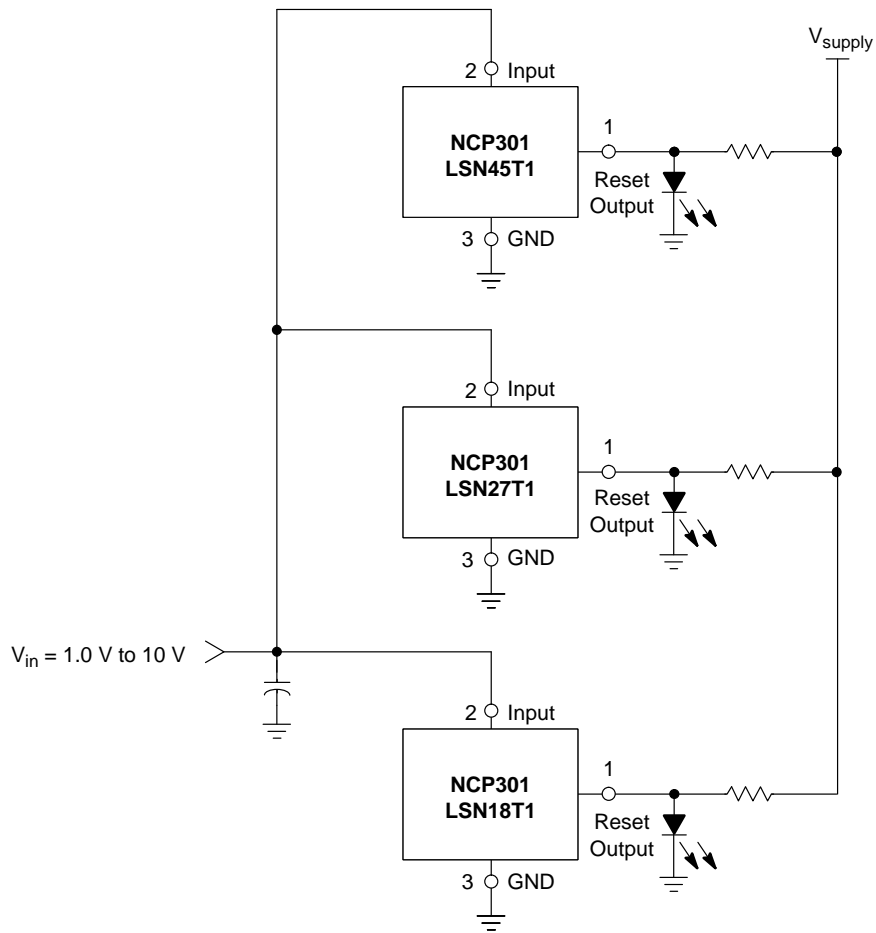 V_supply
2 Input
NCP301
LSN45T1
1
Reset
Output
3 GND
2 Input
NCP301
LSN27T1
1
Reset
Output
3 GND
V_in = 1.0 V to 10 V
2 Input
NCP301
LSN18T1
1
Reset
Output
3 GND